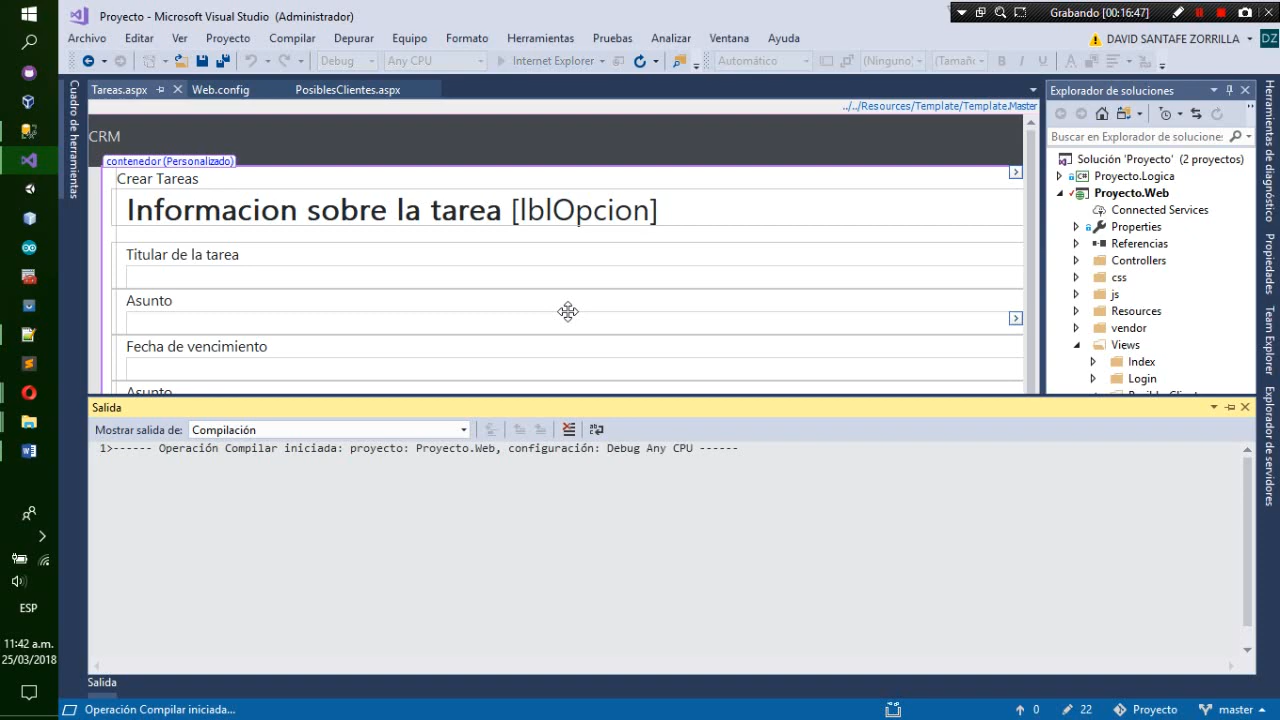 Proyecto - Microsoft Visual Studio (Administrador)
Grabando [00:16:47]
Archivo Editar Ver Proyecto Compilar Depurar Equipo Formato Herramientas Pruebas Analizar Ventana Ayuda
DAVID SANTAFE ZORRILLA DZ
Debug Any CPU Internet Explorer Automático (Ninguno) (Tamañ N I U
Cuadro de herramientas
Tareas.aspx Web.config PosiblesClientes.aspx
../../Resources/Template/Template.Master
CRM
contenedor (Personalizado)
Crear Tareas
Informacion sobre la tarea [lblOpcion]
Titular de la tarea
Asunto
Fecha de vencimiento
Asunto
Explorador de soluciones
Buscar en Explorador de solucione
Solución 'Proyecto' (2 proyectos)
Proyecto.Logica
Proyecto.Web
Connected Services
Properties
Referencias
Controllers
css
js
Resources
vendor
Views
Index
Login
Herramientas de diagnóstico
Propiedades
Team Explorer
Explorador de servidores
Salida
Mostrar salida de: Compilación
1>------ Operación Compilar iniciada: proyecto: Proyecto.Web, configuración: Debug Any CPU ------
Salida
ESP
11:42 a.m.
25/03/2018
Operación Compilar iniciada...
0 22 Proyecto master